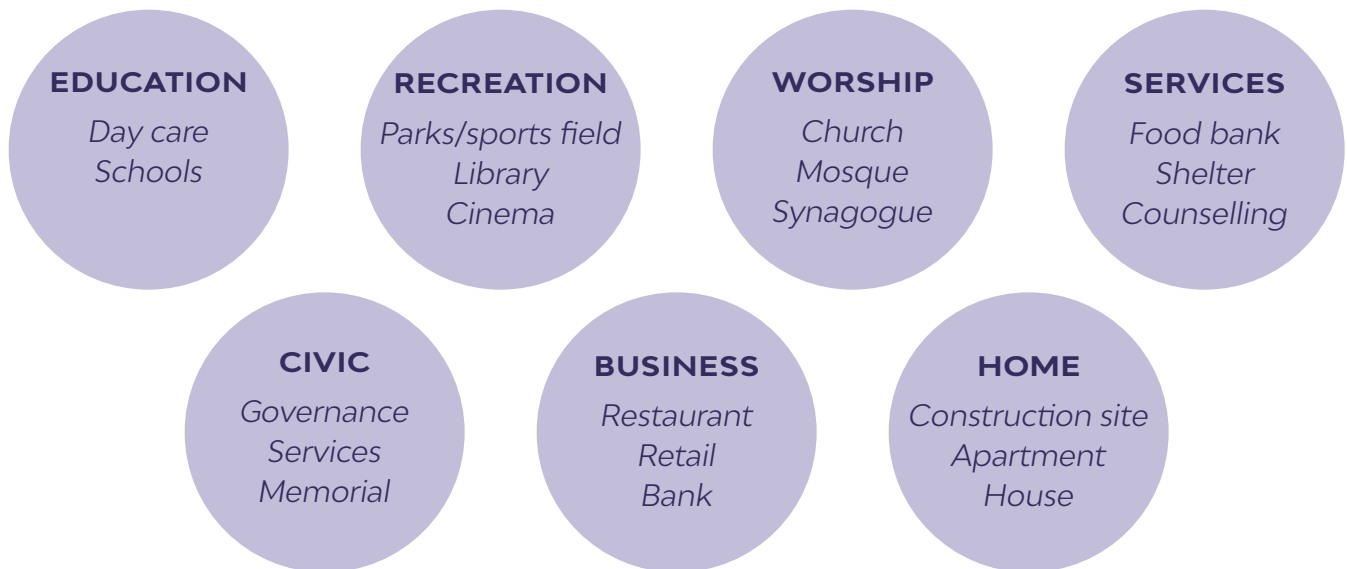 EDUCATION
Day care
Schools
RECREATION
Parks/sports field
Library
Cinema
WORSHIP
Church
Mosque
Synagogue
SERVICES
Food bank
Shelter
Counselling
CIVIC
Governance
Services
Memorial
BUSINESS
Restaurant
Retail
Bank
HOME
Construction site
Apartment
House